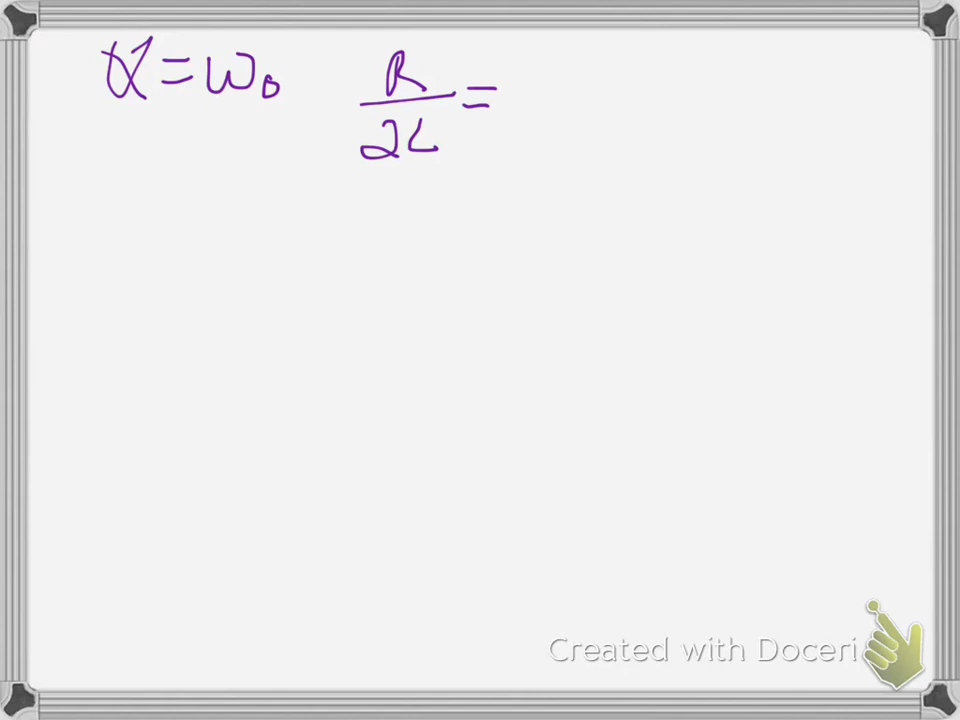 α = ω₀ R/2L =
Created with Doceri